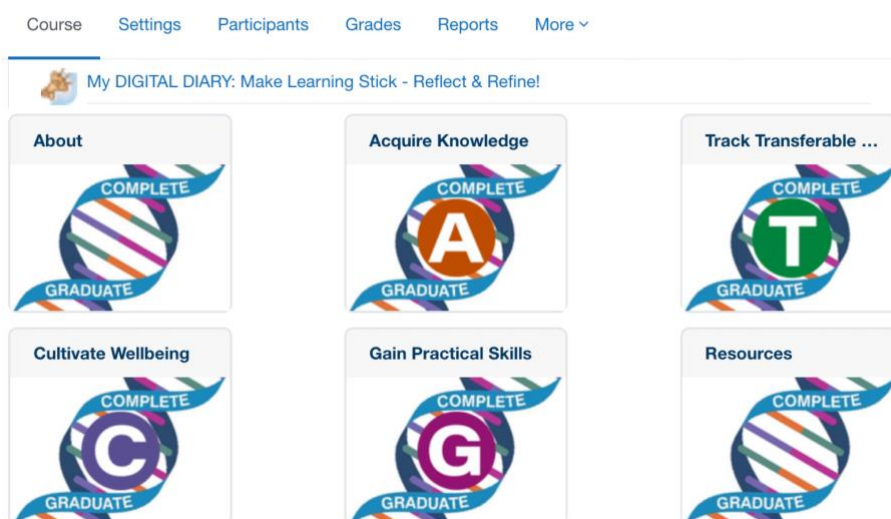 Course Settings Participants Grades Reports More
My DIGITAL DIARY: Make Learning Stick - Reflect & Refine!
About Acquire Knowledge Track Transferable ...
COMPLETE COMPLETE COMPLETE
A T
GRADUATE GRADUATE GRADUATE
Cultivate Wellbeing Gain Practical Skills Resources
COMPLETE COMPLETE COMPLETE
C G
GRADUATE GRADUATE GRADUATE